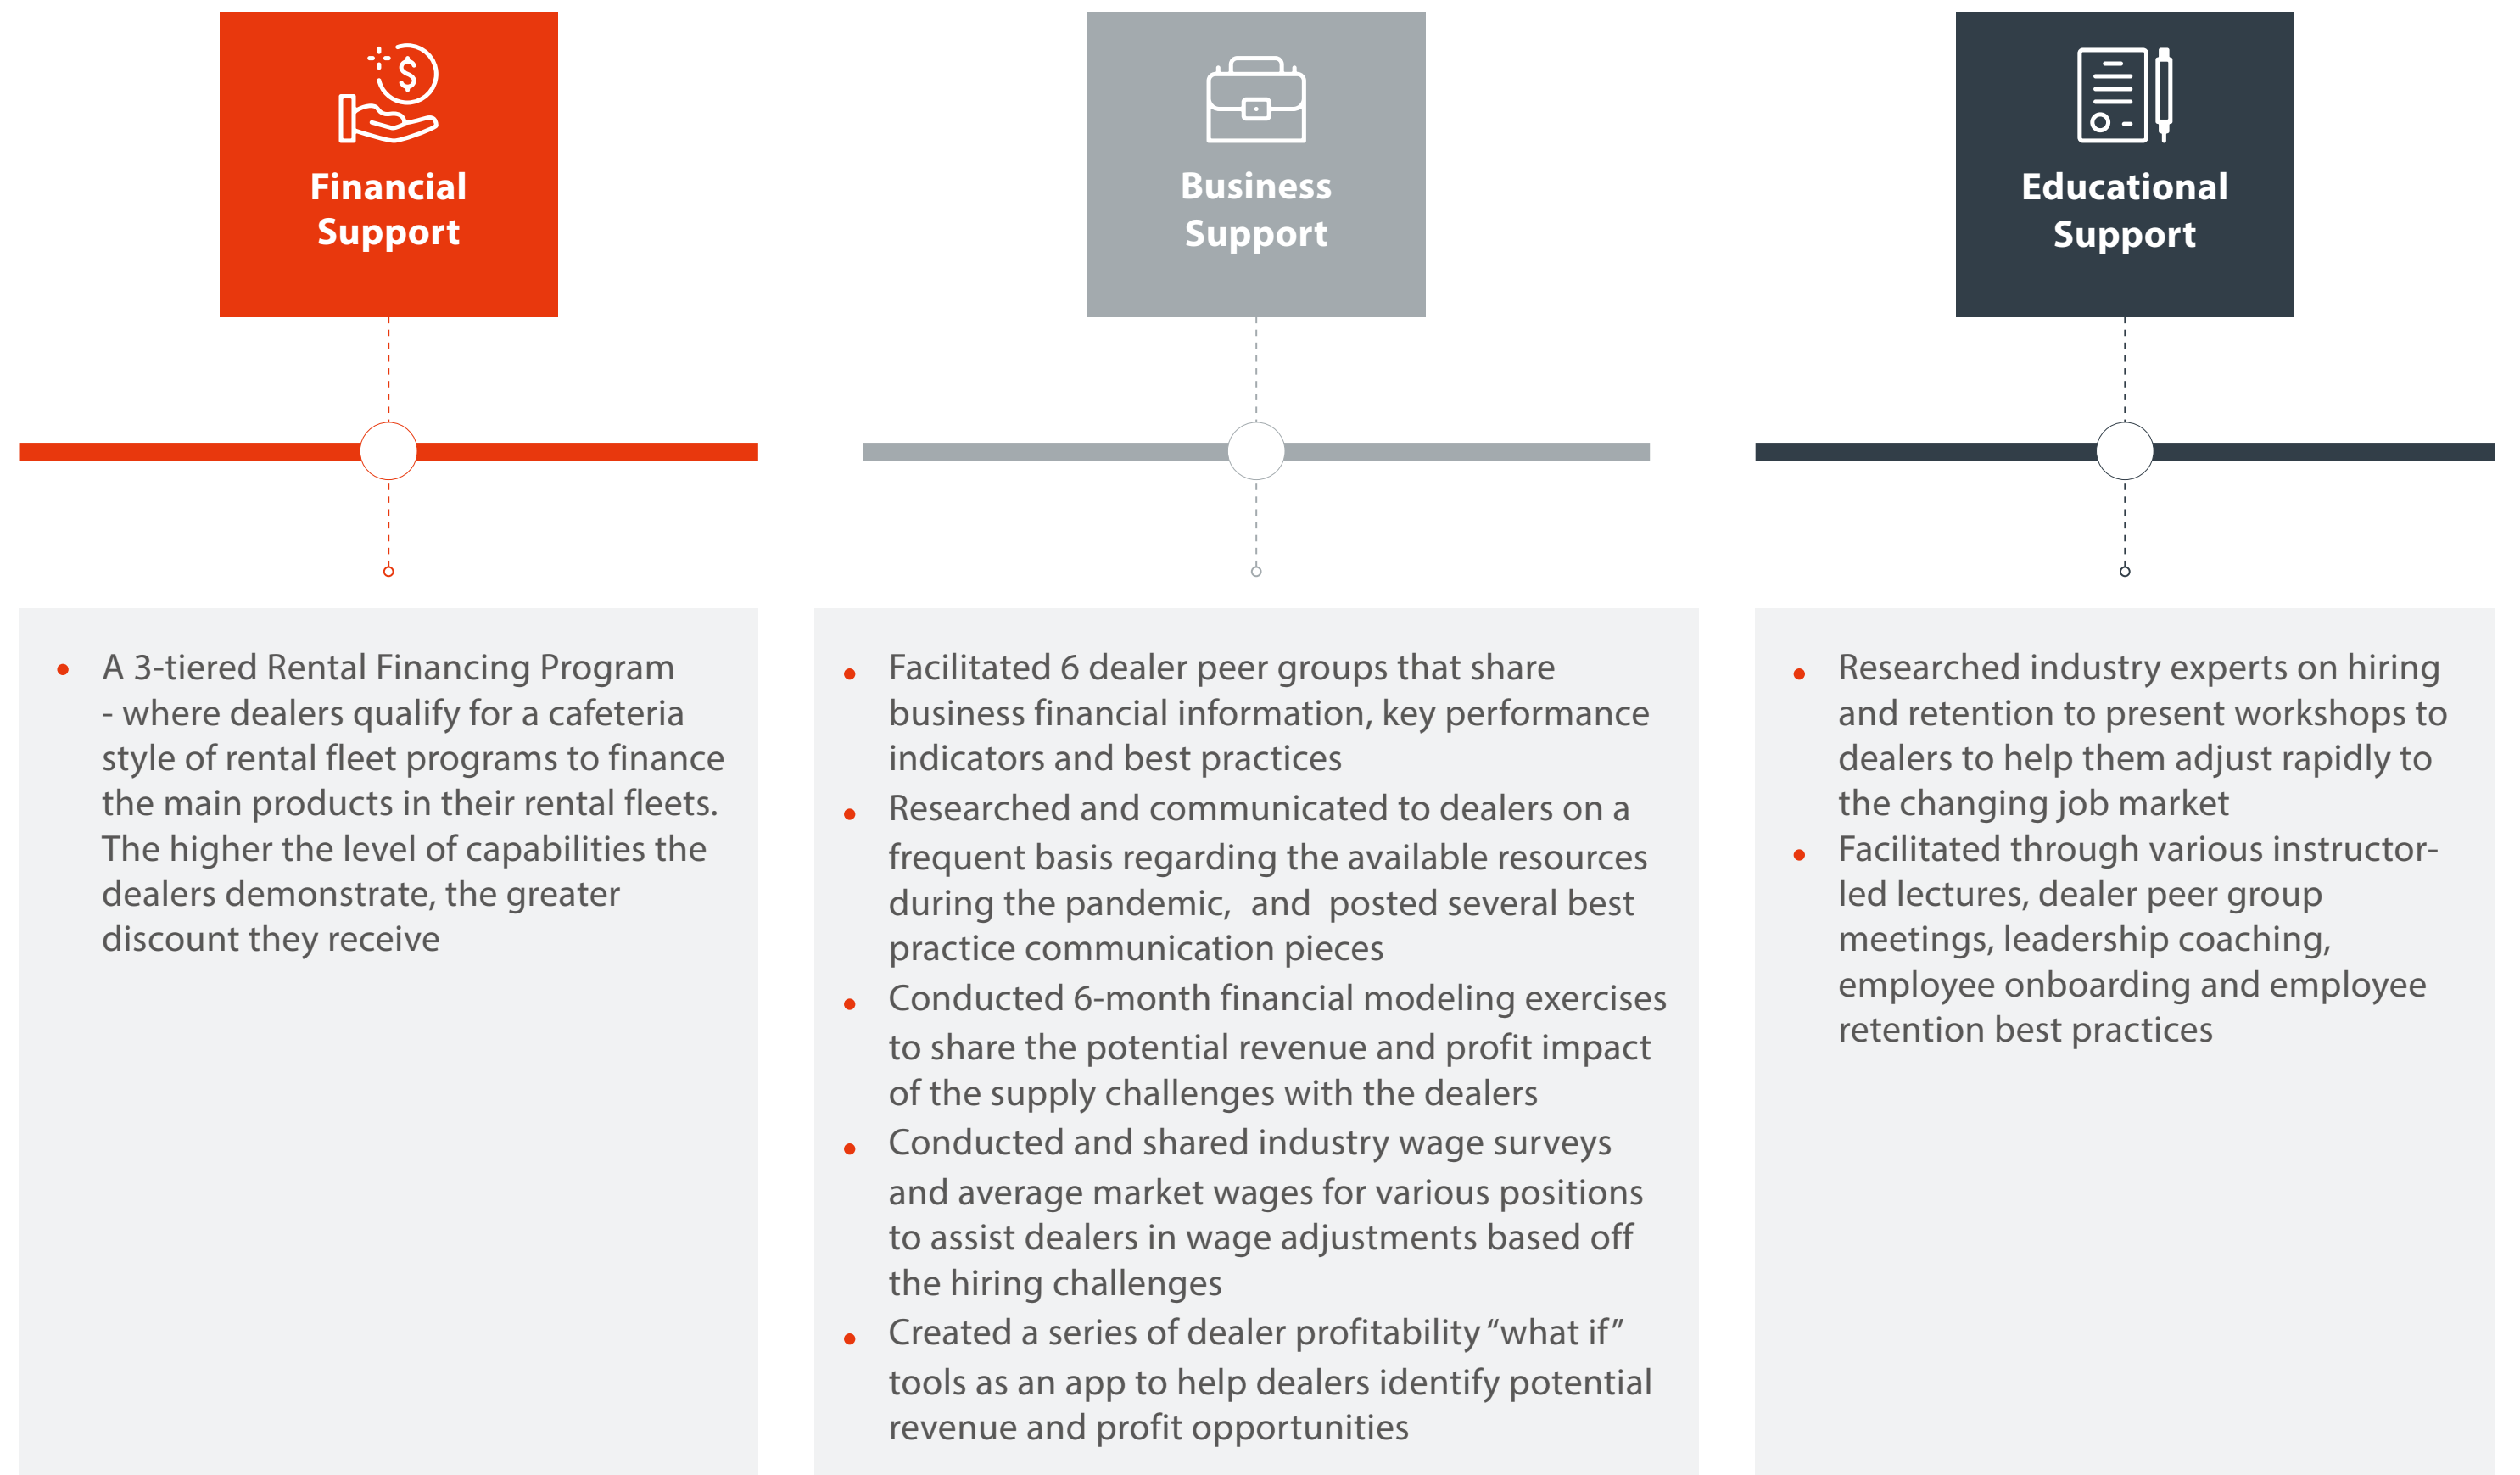 Financial
Support
Business
Support
Educational
Support
• A 3-tiered Rental Financing Program
- where dealers qualify for a cafeteria
style of rental fleet programs to finance
the main products in their rental fleets.
The higher the level of capabilities the
dealers demonstrate, the greater
discount they receive
• Facilitated 6 dealer peer groups that share
business financial information, key performance
indicators and best practices
• Researched and communicated to dealers on a
frequent basis regarding the available resources
during the pandemic,  and  posted several best
practice communication pieces
• Conducted 6-month financial modeling exercises
to share the potential revenue and profit impact
of the supply challenges with the dealers
• Conducted and shared industry wage surveys
and average market wages for various positions
to assist dealers in wage adjustments based off
the hiring challenges
• Created a series of dealer profitability “what if”
tools as an app to help dealers identify potential
revenue and profit opportunities
• Researched industry experts on hiring
and retention to present workshops to
dealers to help them adjust rapidly to
the changing job market
• Facilitated through various instructor-
led lectures, dealer peer group
meetings, leadership coaching,
employee onboarding and employee
retention best practices